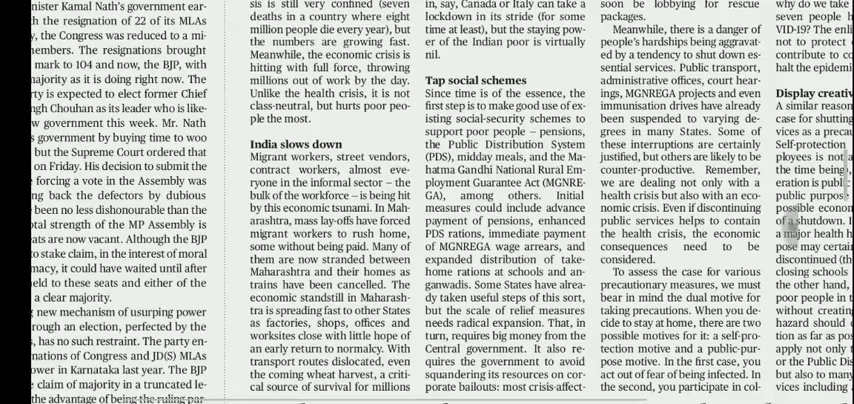 nister Kamal Nath's government ear-
h the resignation of 22 of its MLAs
y, the Congress was reduced to a mi-
members. The resignations brought
mark to 104 and now, the BJP, with
majority as it is doing right now. The
rty is expected to elect former Chief
ngh Chouhan as its leader who is like-
w government this week. Mr. Nath
s government by buying time to woo
but the Supreme Court ordered that
on Friday. His decision to submit the
forcing a vote in the Assembly was
ng back the defectors by dubious
been no less dishonourable than the
otal strength of the MP Assembly is
eats are now vacant. Although the BJP
to stake claim, in the interest of moral
macy, it could have waited until after
held to these seats and either of the
a clear majority.
new mechanism of usurping power
rough an election, perfected by the
s, has no such restraint. The party en-
nations of Congress and JD(S) MLAs
ower in Karnataka last year. The BJP
e claim of majority in a truncated le-
the advantage of being the ruling par-
sis is still very confined (seven
deaths in a country where eight
million people die every year), but
the numbers are growing fast.
Meanwhile, the economic crisis is
hitting with full force, throwing
millions out of work by the day.
Unlike the health crisis, it is not
class-neutral, but hurts poor peo-
ple the most.
India slows down
Migrant workers, street vendors,
contract workers, almost eve-
ryone in the informal sector – the
bulk of the workforce – is being hit
by this economic tsunami. In Mah-
arashtra, mass lay-offs have forced
migrant workers to rush home,
some without being paid. Many of
them are now stranded between
Maharashtra and their homes as
trains have been cancelled. The
economic standstill in Maharash-
tra is spreading fast to other States
as factories, shops, offices and
worksites close with little hope of
an early return to normalcy. With
transport routes dislocated, even
the coming wheat harvest, a criti-
cal source of survival for millions
in, say, Canada or Italy can take a
lockdown in its stride (for some
time at least), but the staying pow-
er of the Indian poor is virtually
nil.
Tap social schemes
Since time is of the essence, the
first step is to make good use of ex-
isting social-security schemes to
support poor people – pensions,
the Public Distribution System
(PDS), midday meals, and the Ma-
hatma Gandhi National Rural Em-
ployment Guarantee Act (MGNRE-
GA), among others. Initial
measures could include advance
payment of pensions, enhanced
PDS rations, immediate payment
of MGNREGA wage arrears, and
expanded distribution of take-
home rations at schools and an-
ganwadis. Some States have alrea-
dy taken useful steps of this sort,
but the scale of relief measures
needs radical expansion. That, in
turn, requires big money from the
Central government. It also re-
quires the government to avoid
squandering its resources on cor-
porate bailouts: most crisis-affect-
soon be lobbying for rescue
packages.
Meanwhile, there is a danger of
people's hardships being aggravat-
ed by a tendency to shut down es-
sential services. Public transport,
administrative offices, court hear-
ings, MGNREGA projects and even
immunisation drives have already
been suspended to varying de-
grees in many States. Some of
these interruptions are certainly
justified, but others are likely to be
counter-productive. Remember,
we are dealing not only with a
health crisis but also with an eco-
nomic crisis. Even if discontinuing
public services helps to contain
the health crisis, the economic
consequences need to be
considered.
To assess the case for various
precautionary measures, we must
bear in mind the dual motive for
taking precautions. When you de-
cide to stay at home, there are two
possible motives for it: a self-pro-
tection motive and a public-pur-
pose motive. In the first case, you
act out of fear of being infected. In
the second, you participate in col-
why do we take
seven people h
VID-19? The enli
not to protect
contribute to co
halt the epidemi
Display creativ
A similar reason
case for shutting
vices as a precau
Self-protection
ployees is not a
the time being,
eration is public
public purpose
possible econom
of a shutdown. I
a major health h
pose may certain
discontinued (th
closing schools
the other hand,
poor people in t
without creating
hazard should
tion as far as pos
apply not only t
or the Public Dis
but also to many
vices including